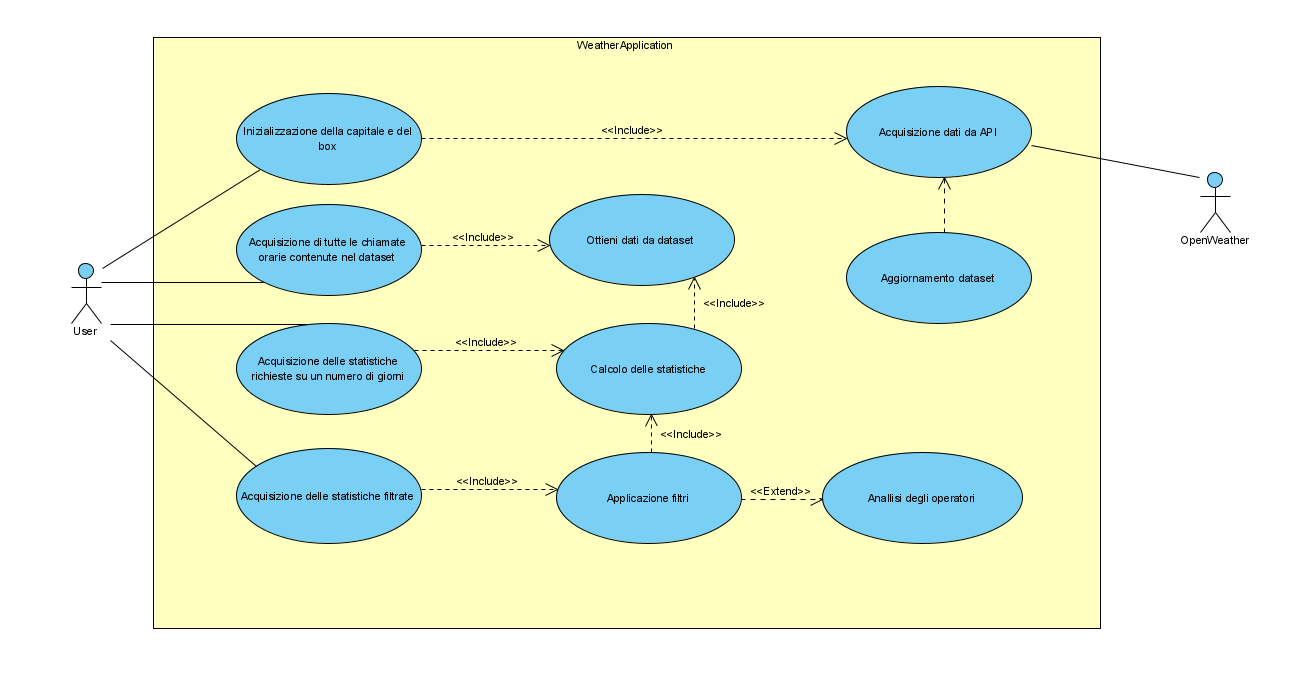 WeatherApplication
Inizializzazione della capitale e del
box
<<Include>>
Acquisizione dati da API
Acquisizione di tutte le chiamate
orarie contenute nel dataset
<<Include>>
Ottieni dati da dataset
OpenWeather
Aggiornamento dataset
<<Include>>
User
Acquisizione delle statistiche
richieste su un numero di giorni
<<Include>>
Calcolo delle statistiche
<<Include>>
Acquisizione delle statistiche filtrate
<<Include>>
Applicazione filtri
<<Extend>>
Anallisi degli operatori